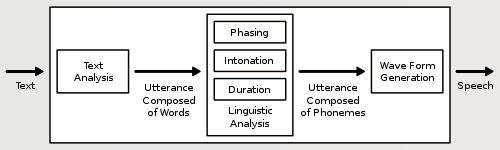 Text
Text
Analysis
Utterance
Composed
of Words
Phasing
Intonation
Duration
Linguistic
Analysis
Utterance
Composed
of Phonemes
Wave Form
Generation
Speech